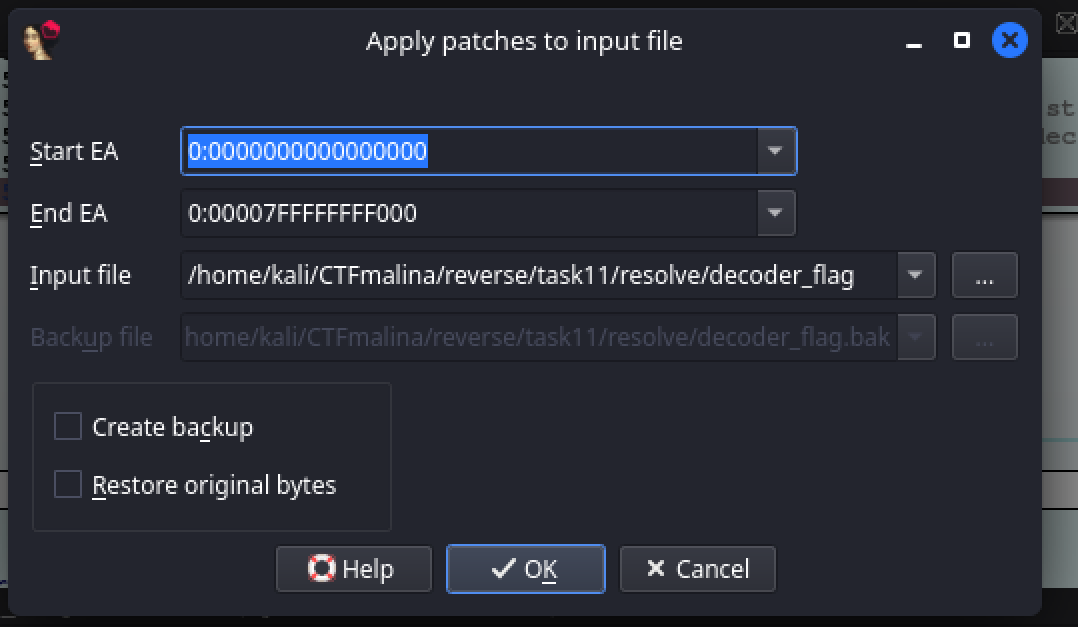 Apply patches to input file
Start EA 0:0000000000000000
End EA 0:00007FFFFFFFF000
Input file /home/kali/CTFmalina/reverse/task11/resolve/decoder_flag ...
Backup file home/kali/CTFmalina/reverse/task11/resolve/decoder_flag.bak ...
Create backup
Restore original bytes
Help OK Cancel